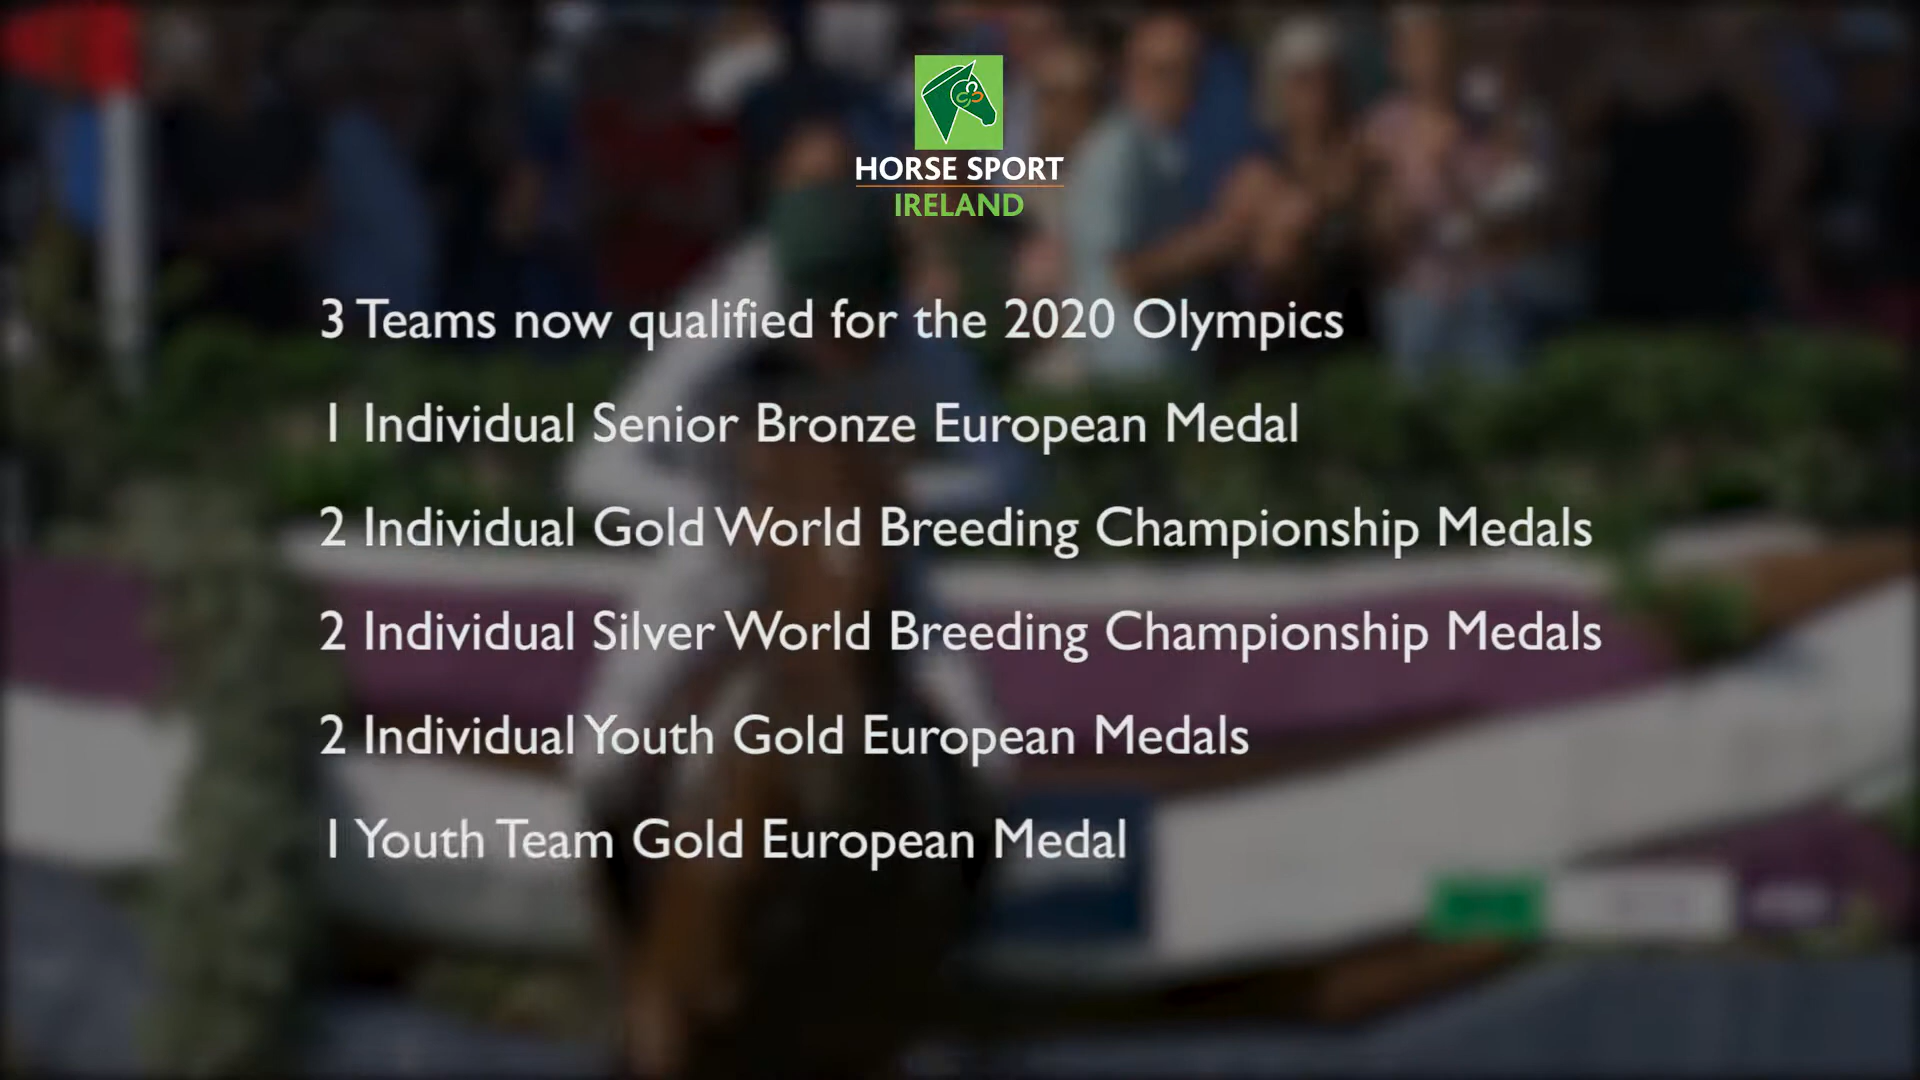 HORSE SPORT
IRELAND
3 Teams now qualified for the 2020 Olympics
1 Individual Senior Bronze European Medal
2 Individual Gold World Breeding Championship Medals
2 Individual Silver World Breeding Championship Medals
2 Individual Youth Gold European Medals
1 Youth Team Gold European Medal